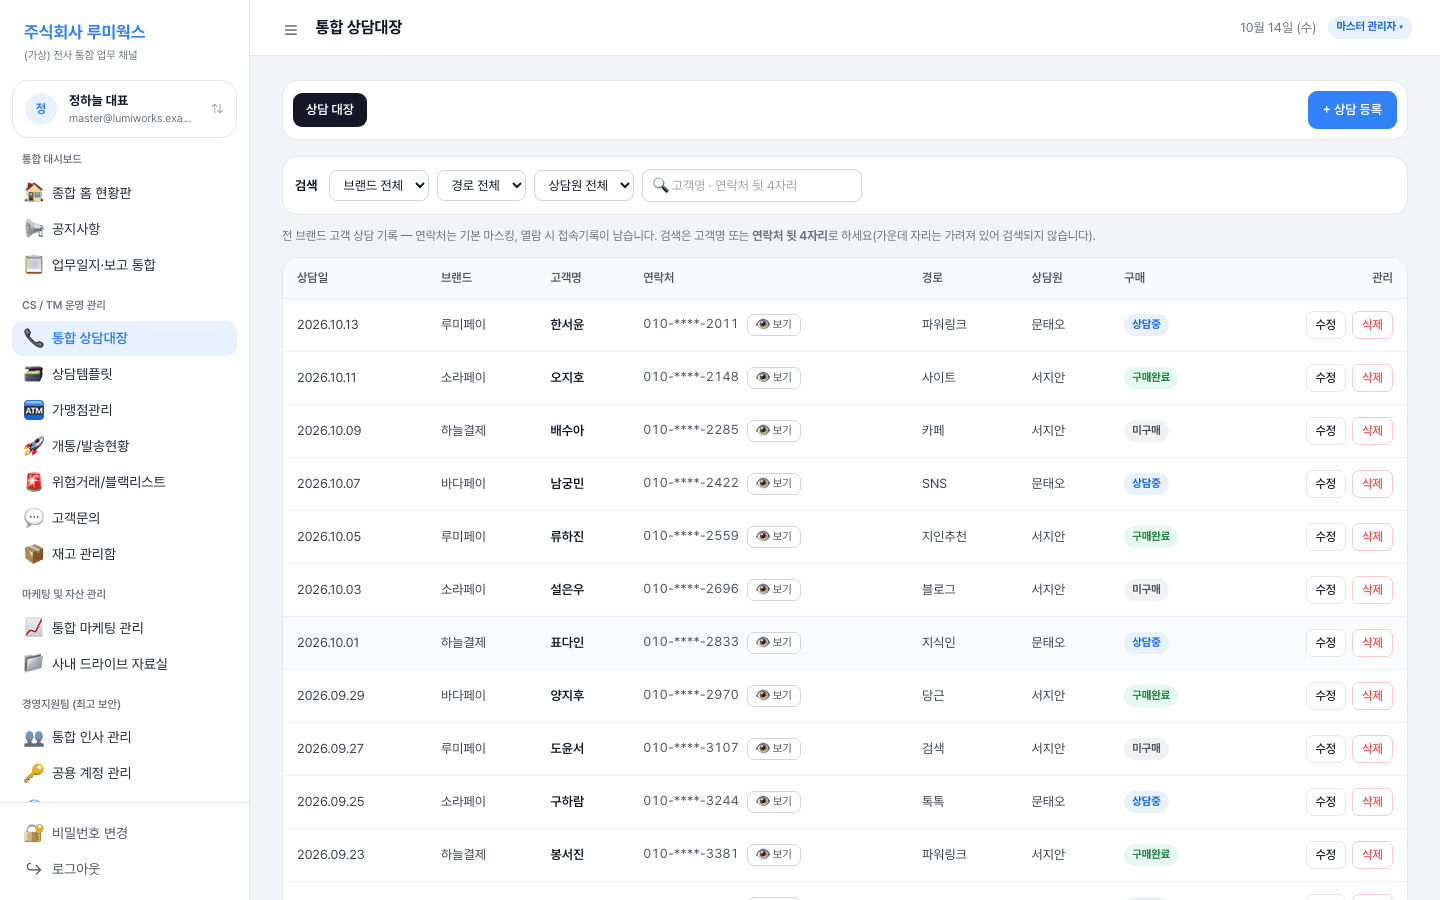 주식회사 루미웍스
(가상) 전사 통합 업무 채널
정
정하늘 대표
master@lumiworks.exa...
통합 대시보드
종합 홈 현황판
공지사항
업무일지·보고 통합
CS / TM 운영 관리
통합 상담대장
상담템플릿
ATM
가맹점관리
개통/발송현황
위험거래/블랙리스트
고객문의
재고 관리함
마케팅 및 자산 관리
통합 마케팅 관리
사내 드라이브 자료실
경영지원팀 (최고 보안)
통합 인사 관리
공용 계정 관리
비밀번호 변경
로그아웃
통합 상담대장
10월 14일 (수)
마스터 관리자
상담 대장
+ 상담 등록
검색
브랜드 전체
경로 전체
상담원 전체
고객명 · 연락처 뒷 4자리
전 브랜드 고객 상담 기록 — 연락처는 기본 마스킹, 열람 시 접속기록이 남습니다. 검색은 고객명 또는 연락처 뒷 4자리로 하세요(가운데 자리는 가려져 있어 검색되지 않습니다).
상담일 브랜드 고객명 연락처 경로 상담원 구매 관리
2026.10.13 루미페이 한서윤 010-****-2011 보기 파워링크 문태오 상담중 수정 삭제
2026.10.11 소라페이 오지호 010-****-2148 보기 사이트 서지안 구매완료 수정 삭제
2026.10.09 하늘결제 배수아 010-****-2285 보기 카페 서지안 미구매 수정 삭제
2026.10.07 바다페이 남궁민 010-****-2422 보기 SNS 문태오 상담중 수정 삭제
2026.10.05 루미페이 류하진 010-****-2559 보기 지인추천 서지안 구매완료 수정 삭제
2026.10.03 소라페이 설은우 010-****-2696 보기 블로그 서지안 미구매 수정 삭제
2026.10.01 하늘결제 표다인 010-****-2833 보기 지식인 문태오 상담중 수정 삭제
2026.09.29 바다페이 양지후 010-****-2970 보기 당근 서지안 구매완료 수정 삭제
2026.09.27 루미페이 도윤서 010-****-3107 보기 검색 서지안 미구매 수정 삭제
2026.09.25 소라페이 구하람 010-****-3244 보기 톡톡 문태오 상담중 수정 삭제
2026.09.23 하늘결제 봉서진 010-****-3381 보기 파워링크 서지안 구매완료 수정 삭제